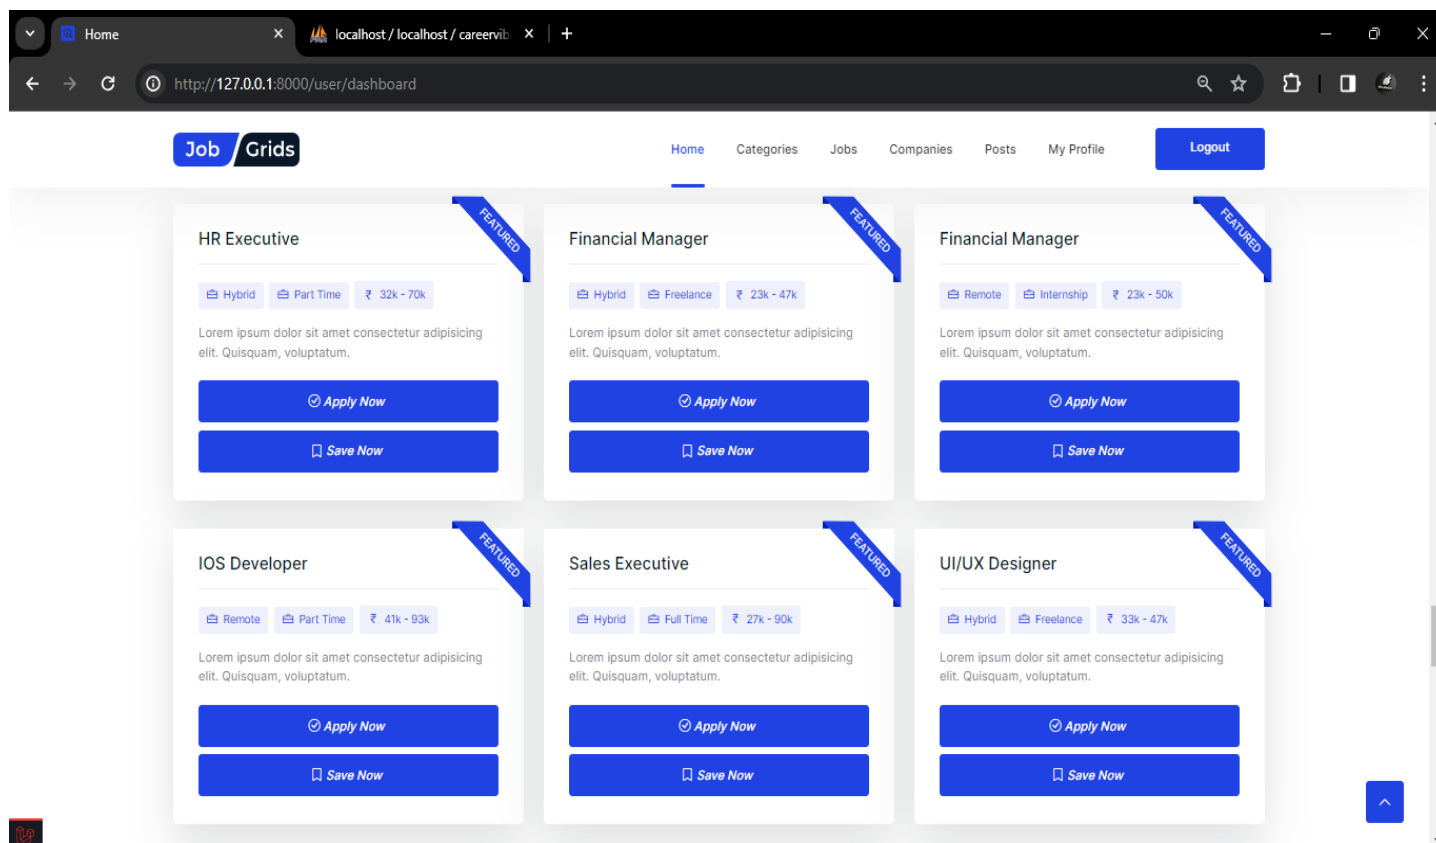 Home
localhost / localhost / careervib
http://127.0.0.1:8000/user/dashboard
Job Grids
Home Categories Jobs Companies Posts My Profile Logout
FEATURED FEATURED FEATURED
HR Executive Financial Manager Financial Manager
Hybrid Part Time ₹ 32k - 70k Hybrid Freelance ₹ 23k - 47k Remote Internship ₹ 23k - 50k
Lorem ipsum dolor sit amet consectetur adipisicing Lorem ipsum dolor sit amet consectetur adipisicing Lorem ipsum dolor sit amet consectetur adipisicing
elit. Quisquam, voluptatum. elit. Quisquam, voluptatum. elit. Quisquam, voluptatum.
Apply Now Apply Now Apply Now
Save Now Save Now Save Now
FEATURED FEATURED FEATURED
IOS Developer Sales Executive UI/UX Designer
Remote Part Time ₹ 41k - 93k Hybrid Full Time ₹ 27k - 90k Hybrid Freelance ₹ 33k - 47k
Lorem ipsum dolor sit amet consectetur adipisicing Lorem ipsum dolor sit amet consectetur adipisicing Lorem ipsum dolor sit amet consectetur adipisicing
elit. Quisquam, voluptatum. elit. Quisquam, voluptatum. elit. Quisquam, voluptatum.
Apply Now Apply Now Apply Now
Save Now Save Now Save Now